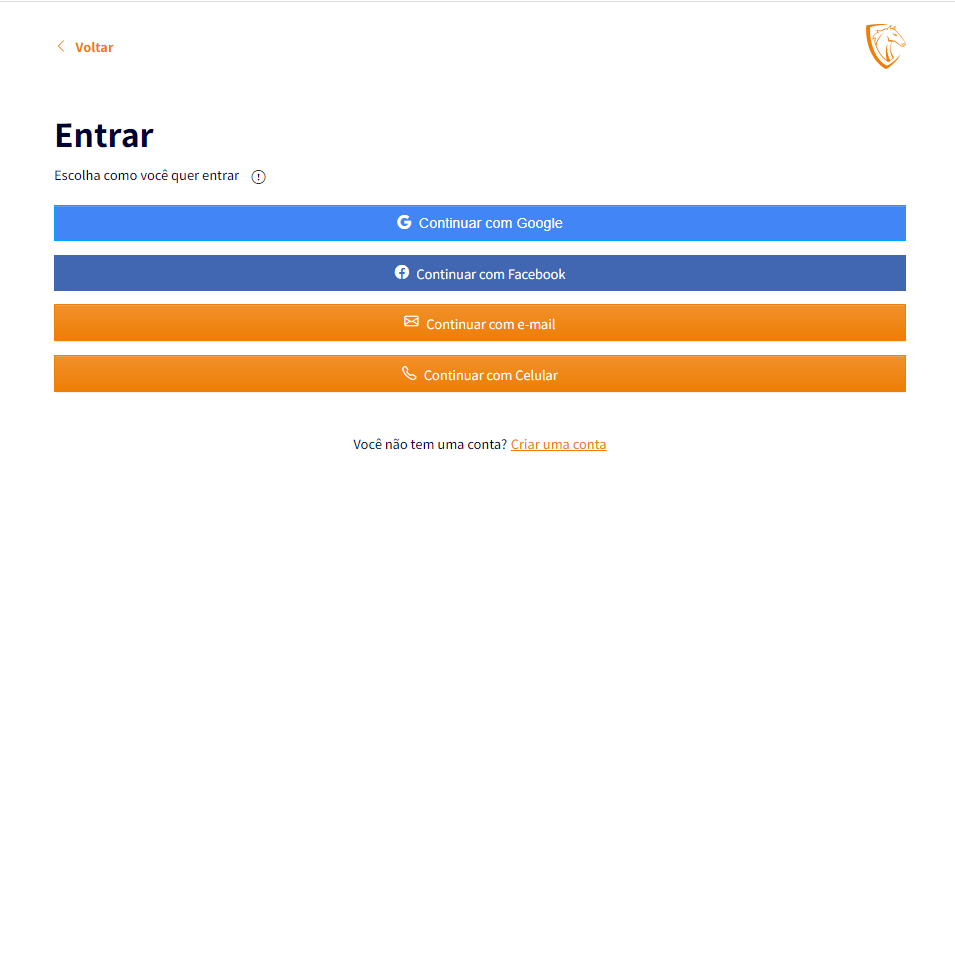 Voltar
Entrar
Escolha como você quer entrar
Continuar com Google
Continuar com Facebook
Continuar com e-mail
Continuar com Celular
Você não tem uma conta? Criar uma conta